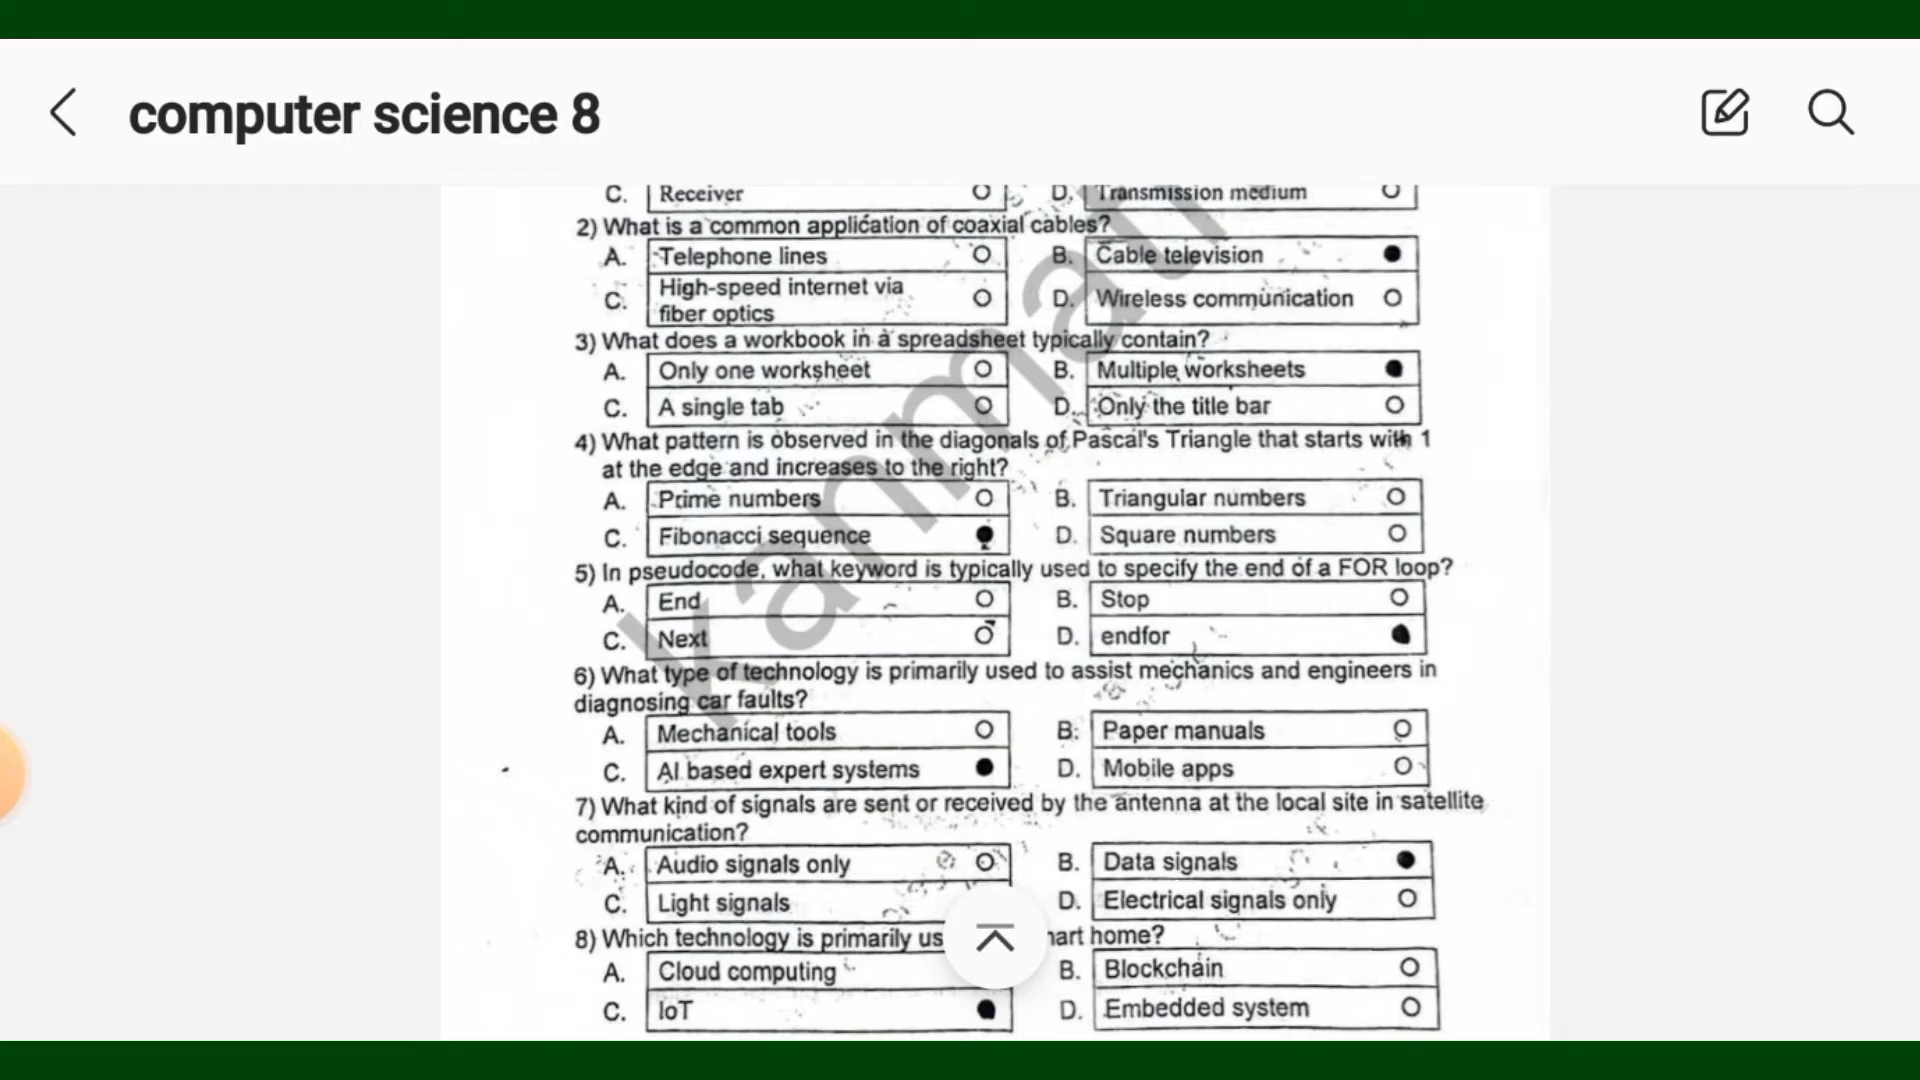 computer science 8
C. Receiver D. Transmission medium
2) What is a common application of coaxial cables?
A. Telephone lines B. Cable television
C. High-speed internet via fiber optics D. Wireless communication
3) What does a workbook in a spreadsheet typically contain?
A. Only one worksheet B. Multiple worksheets
C. A single tab D. Only the title bar
4) What pattern is observed in the diagonals of Pascal's Triangle that starts with 1
at the edge and increases to the right?
A. Prime numbers B. Triangular numbers
C. Fibonacci sequence D. Square numbers
5) In pseudocode, what keyword is typically used to specify the end of a FOR loop?
A. End B. Stop
C. Next D. endfor
6) What type of technology is primarily used to assist mechanics and engineers in
diagnosing car faults?
A. Mechanical tools B: Paper manuals
C. AI based expert systems D. Mobile apps
7) What kind of signals are sent or received by the antenna at the local site in satellite
communication?
A. Audio signals only B. Data signals
C. Light signals D. Electrical signals only
8) Which technology is primarily us art home?
A. Cloud computing B. Blockchain
C. IoT D. Embedded system